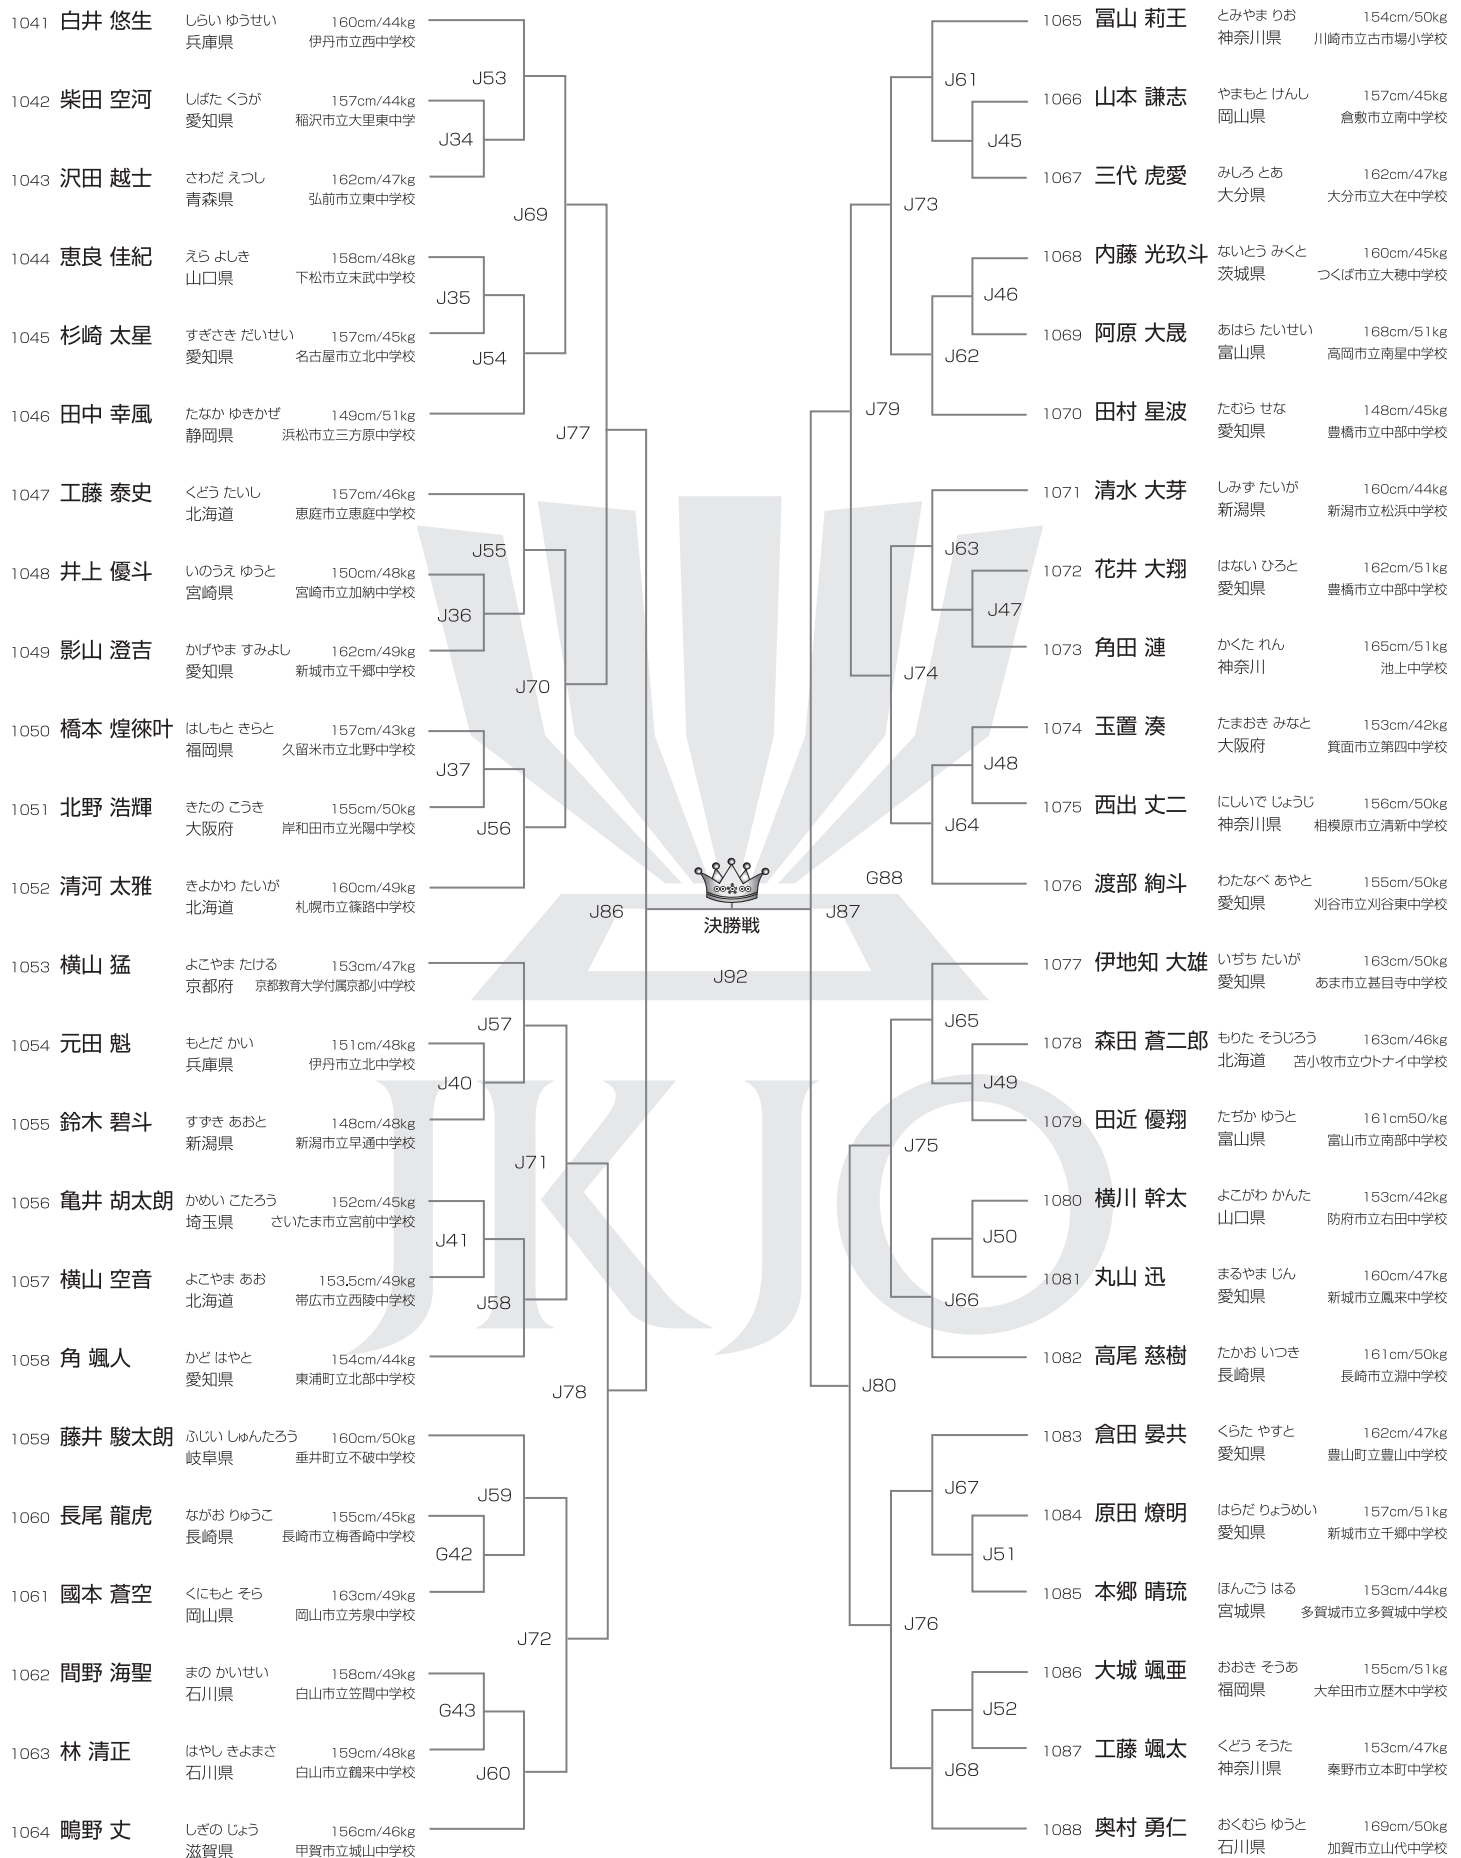 1041 白井 悠生 しらい ゆうせい 160cm/44kg
兵庫県 伊丹市立西中学校
J53
1042 柴田 空河 しばた くうが 157cm/44kg
愛知県 稲沢市立大里東中学
J34
1043 沢田 越士 さわだ えつし 162cm/47kg
青森県 弘前市立東中学校
J69
1044 恵良 佳紀 えら よしき 158cm/48kg
山口県 下松市立末武中学校
J35
1045 杉崎 太星 すぎさき だいせい 157cm/45kg
愛知県 名古屋市立北中学校
J54
1046 田中 幸風 たなか ゆきかぜ 149cm/51kg
静岡県 浜松市立三方原中学校
J77
1047 工藤 泰史 くどう たいし 157cm/46kg
北海道 恵庭市立恵庭中学校
J55
1048 井上 優斗 いのうえ ゆうと 150cm/48kg
宮崎県 宮崎市立加納中学校
J36
1049 影山 澄吉 かげやま すみよし 162cm/49kg
愛知県 新城市立千郷中学校
J70
1050 橋本 煌徠叶 はしもと きらと 157cm/43kg
福岡県 久留米市立北野中学校
J37
1051 北野 浩輝 きたの こうき 155cm/50kg
大阪府 岸和田市立光陽中学校
J56
1052 清河 太雅 きよかわ たいが 160cm/49kg
北海道 札幌市立篠路中学校
J86
1053 横山 猛 よこやま たける 153cm/47kg
京都府 京都教育大学付属京都小中学校
J57
1054 元田 魁 もとだ かい 151cm/48kg
兵庫県 伊丹市立北中学校
J40
1055 鈴木 碧斗 すずき あおと 148cm/48kg
新潟県 新潟市立早通中学校
J71
1056 亀井 胡太朗 かめい こたろう 152cm/45kg
埼玉県 さいたま市立宮前中学校
J41
1057 横山 空音 よこやま あお 153.5cm/49kg
北海道 帯広市立西陵中学校
J58
1058 角 颯人 かど はやと 154cm/44kg
愛知県 東浦町立北部中学校
J78
1059 藤井 駿太朗 ふじい しゅんたろう 160cm/50kg
岐阜県 垂井町立不破中学校
J59
1060 長尾 龍虎 ながお りゅうこ 155cm/45kg
長崎県 長崎市立梅香崎中学校
G42
1061 國本 蒼空 くにもと そら 163cm/49kg
岡山県 岡山市立芳泉中学校
J72
1062 間野 海聖 まの かいせい 158cm/49kg
石川県 白山市立笠間中学校
G43
1063 林 清正 はやし きよまさ 159cm/48kg
石川県 白山市立鶴来中学校
J60
1064 鴫野 丈 しぎの じょう 156cm/46kg
滋賀県 甲賀市立城山中学校
決勝戦
J92
JKJO
1065 冨山 莉王 とみやま りお 154cm/50kg
神奈川県 川崎市立古市場小学校
J61
1066 山本 謙志 やまもと けんし 157cm/45kg
岡山県 倉敷市立南中学校
J45
1067 三代 虎愛 みしろ とあ 162cm/47kg
大分県 大分市立大在中学校
J73
1068 内藤 光玖斗 ないとう みくと 160cm/45kg
茨城県 つくば市立大穂中学校
J46
1069 阿原 大晟 あはら たいせい 168cm/51kg
富山県 高岡市立南星中学校
J62
1070 田村 星波 たむら せな 148cm/45kg
愛知県 豊橋市立中部中学校
J79
1071 清水 大芽 しみず たいが 160cm/44kg
新潟県 新潟市立松浜中学校
J63
1072 花井 大翔 はない ひろと 162cm/51kg
愛知県 豊橋市立中部中学校
J47
1073 角田 漣 かくた れん 165cm/51kg
神奈川 池上中学校
J74
1074 玉置 湊 たまおき みなと 153cm/42kg
大阪府 箕面市立第四中学校
J48
1075 西出 丈二 にしいで じょうじ 156cm/50kg
神奈川県 相模原市立清新中学校
J64
1076 渡部 絢斗 わたなべ あやと 155cm/50kg
愛知県 刈谷市立刈谷東中学校
G88
J87
1077 伊地知 大雄 いぢち たいが 163cm/50kg
愛知県 あま市立甚目寺中学校
J65
1078 森田 蒼二郎 もりた そうじろう 163cm/46kg
北海道 苫小牧市立ウトナイ中学校
J49
1079 田近 優翔 たぢか ゆうと 161cm50/kg
富山県 富山市立南部中学校
J75
1080 横川 幹太 よこがわ かんた 153cm/42kg
山口県 防府市立右田中学校
J50
1081 丸山 迅 まるやま じん 160cm/47kg
愛知県 新城市立鳳来中学校
J66
1082 高尾 慈樹 たかお いつき 161cm/50kg
長崎県 長崎市立淵中学校
J80
1083 倉田 晏共 くらた やすと 162cm/47kg
愛知県 豊山町立豊山中学校
J67
1084 原田 燎明 はらだ りょうめい 157cm/51kg
愛知県 新城市立千郷中学校
J51
1085 本郷 晴琉 ほんごう はる 153cm/44kg
宮城県 多賀城市立多賀城中学校
J76
1086 大城 颯亜 おおき そうあ 155cm/51kg
福岡県 大牟田市立歴木中学校
J52
1087 工藤 颯太 くどう そうた 153cm/47kg
神奈川県 秦野市立本町中学校
J68
1088 奥村 勇仁 おくむら ゆうと 169cm/50kg
石川県 加賀市立山代中学校